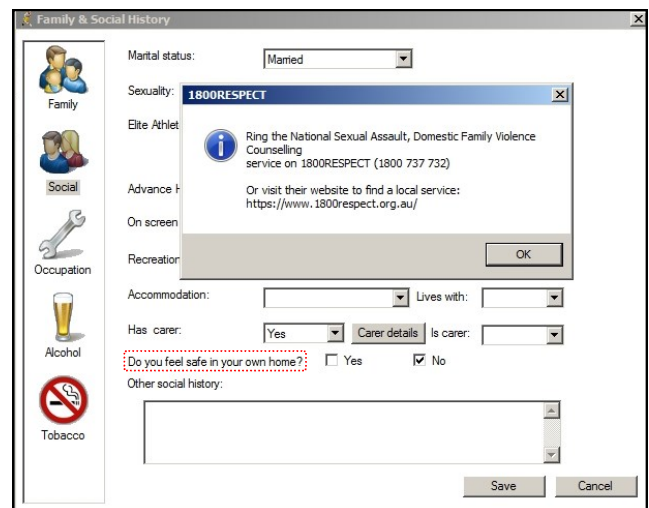 Family & Social History
Family
Social
Occupation
Alcohol
Tobacco
Marital status: Married
Sexuality:
Elite Athlet
Advance H
On screen
Recreation
1800RESPECT
Ring the National Sexual Assault, Domestic Family Violence
Counselling
service on 1800RESPECT (1800 737 732)
Or visit their website to find a local service:
https://www.1800respect.org.au/
OK
Accommodation: Lives with:
Has carer: Yes Carer details Is carer:
Do you feel safe in your own home? Yes No
Other social history:
Save Cancel